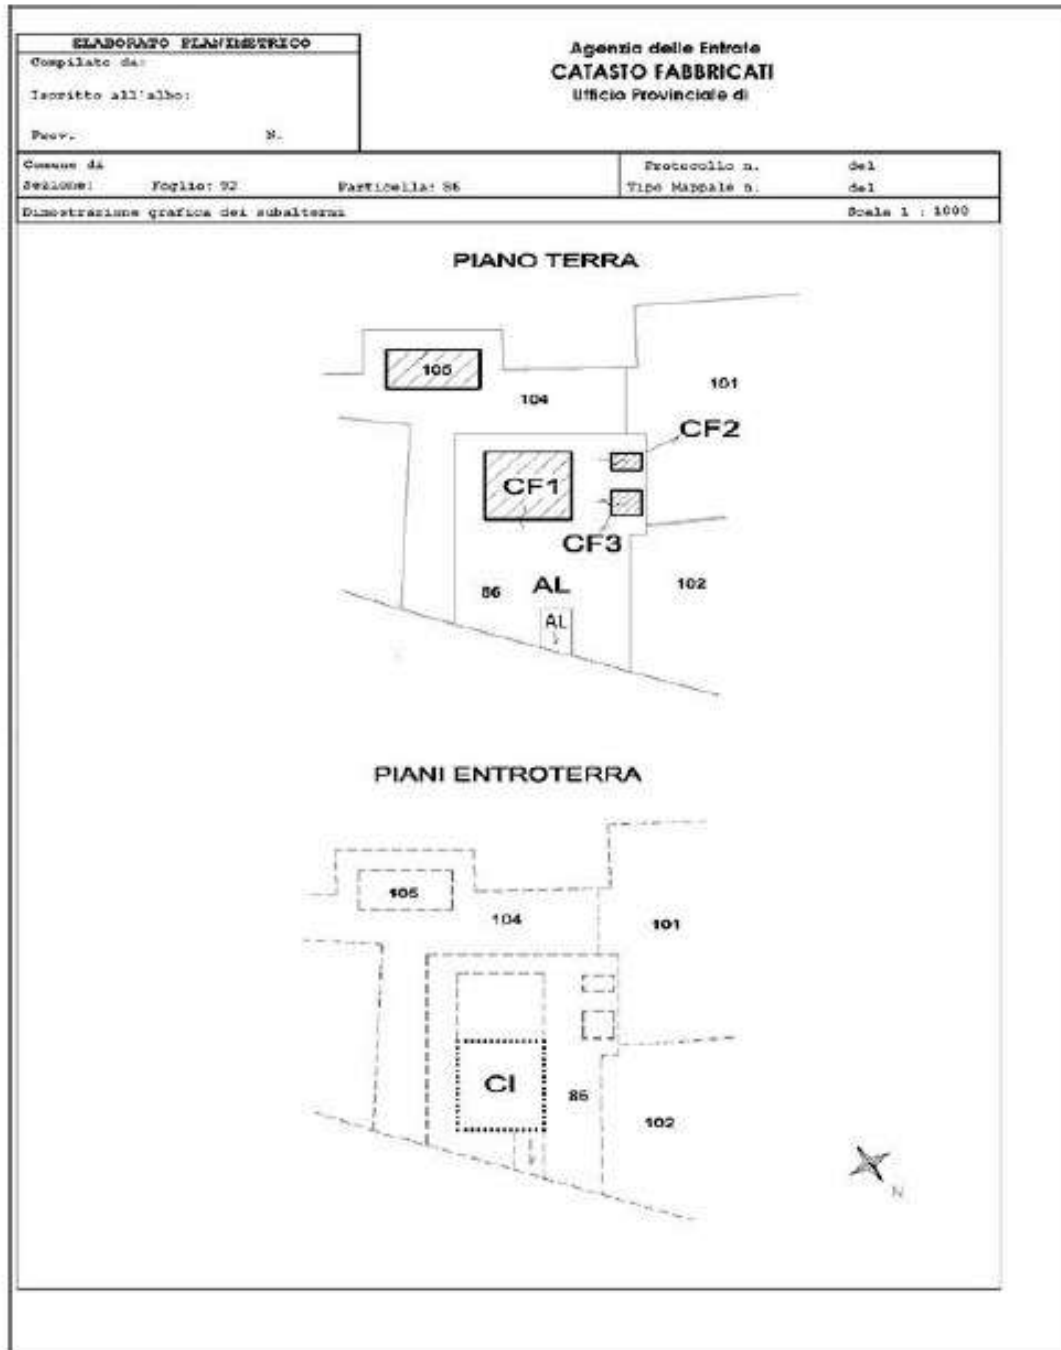 ELABORATO PLANIMETRICO
Compilato da:
Iscritto all'albo:
Prov. N.
Agenzia delle Entrate
CATASTO FABBRICATI
Ufficio Provinciale di
Comune di
Sezione: Foglio: 92 Particella: 86
Protocollo n. del
Tipo Mappale n. del
Dimostrazione grafica dei subalterni Scala 1 : 1000
PIANO TERRA
105
104
101
CF2
CF1
CF3
86 AL
102
AL
PIANI ENTROTERRA
105
104
101
CI
86
102
N